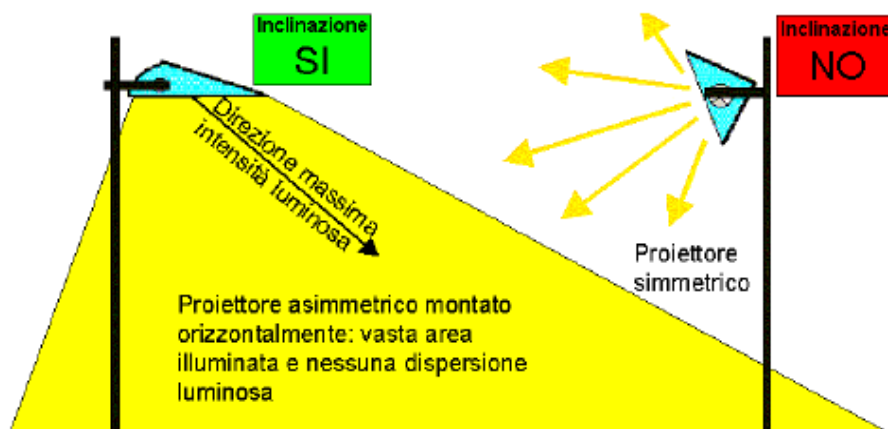 Inclinazione
SI
Inclinazione
NO
Direzione massima
intensità luminosa
Proiettore
simmetrico
Proiettore asimmetrico montato
orizzontalmente: vasta area
illuminata e nessuna dispersione
luminosa